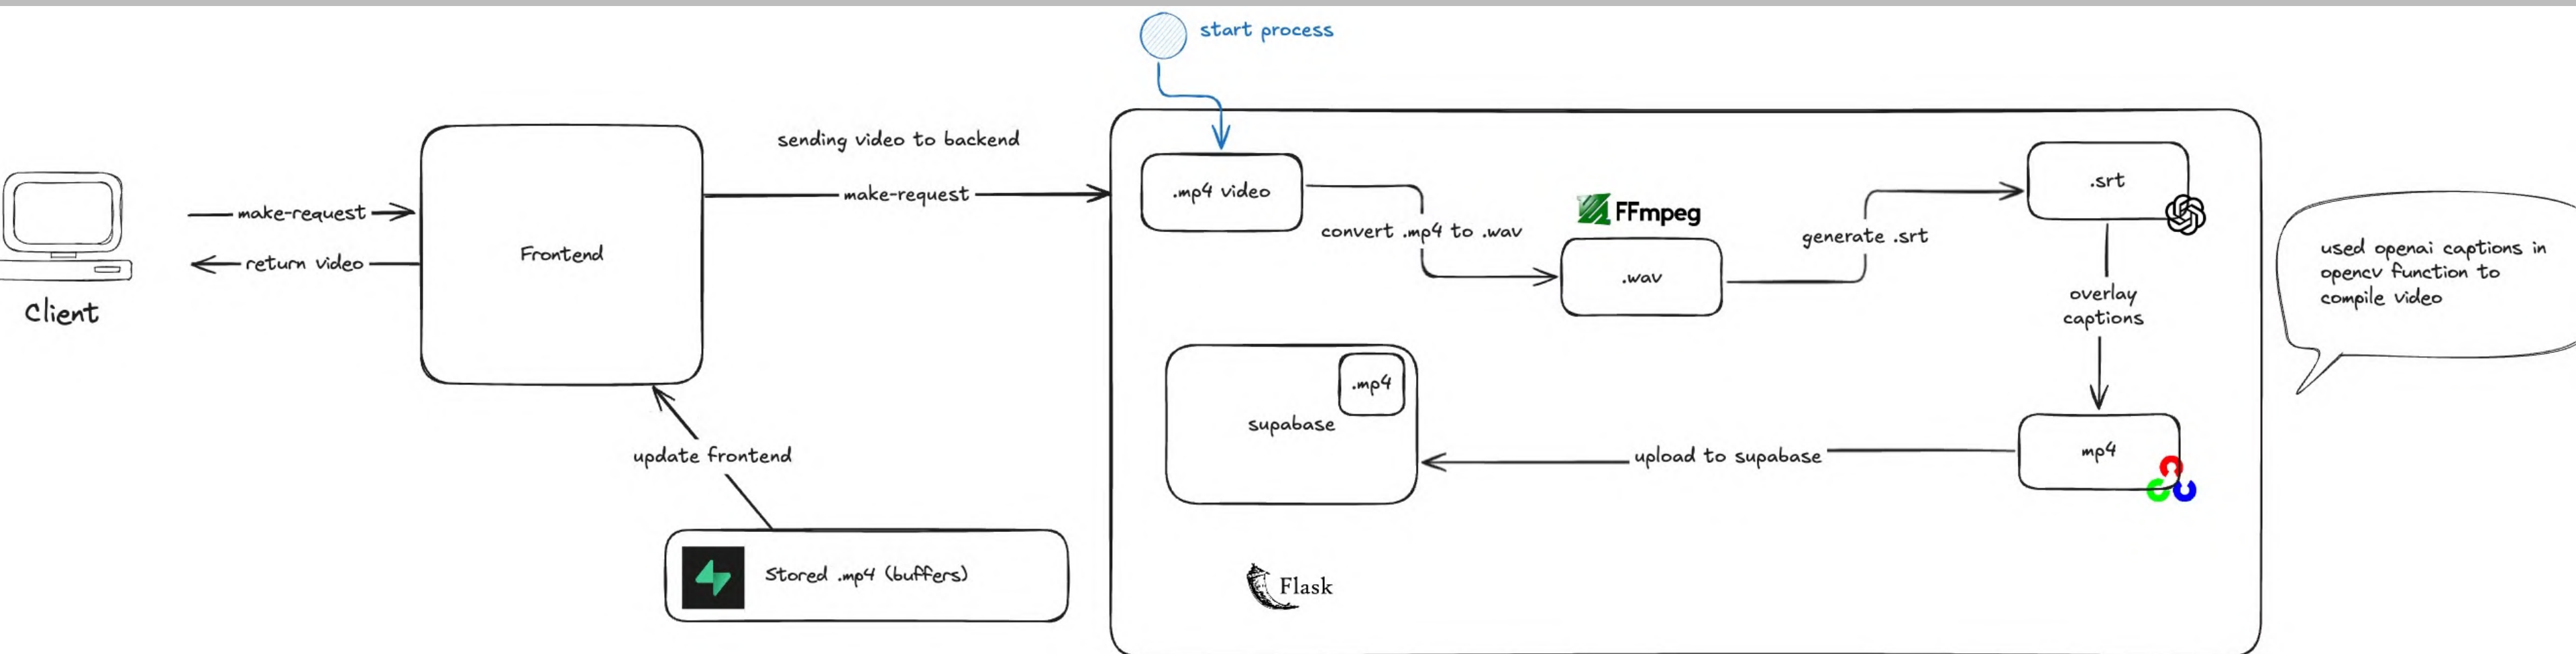 start process
sending video to backend
make-request
make-request
return video
Client
Frontend
update frontend
Stored .mp4 (buffers)
.mp4 video
convert .mp4 to .wav
FFmpeg
.wav
generate .srt
.srt
overlay
captions
mp4
upload to supabase
.mp4
supabase
Flask
used openai captions in
opencv function to
compile video